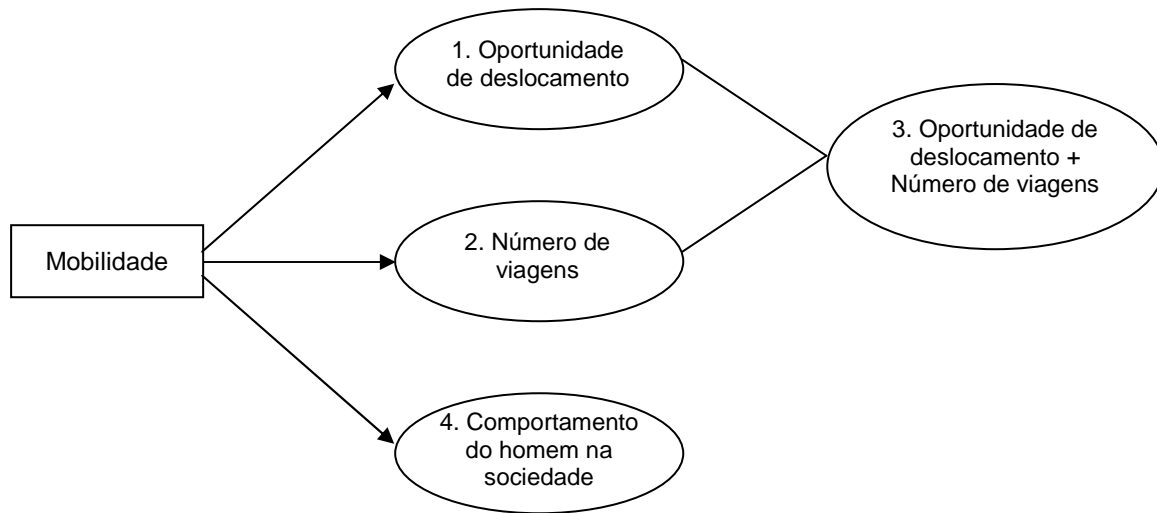 Mobilidade
1. Oportunidade
de deslocamento
2. Número de
viagens
3. Oportunidade de
deslocamento +
Número de viagens
4. Comportamento
do homem na
sociedade